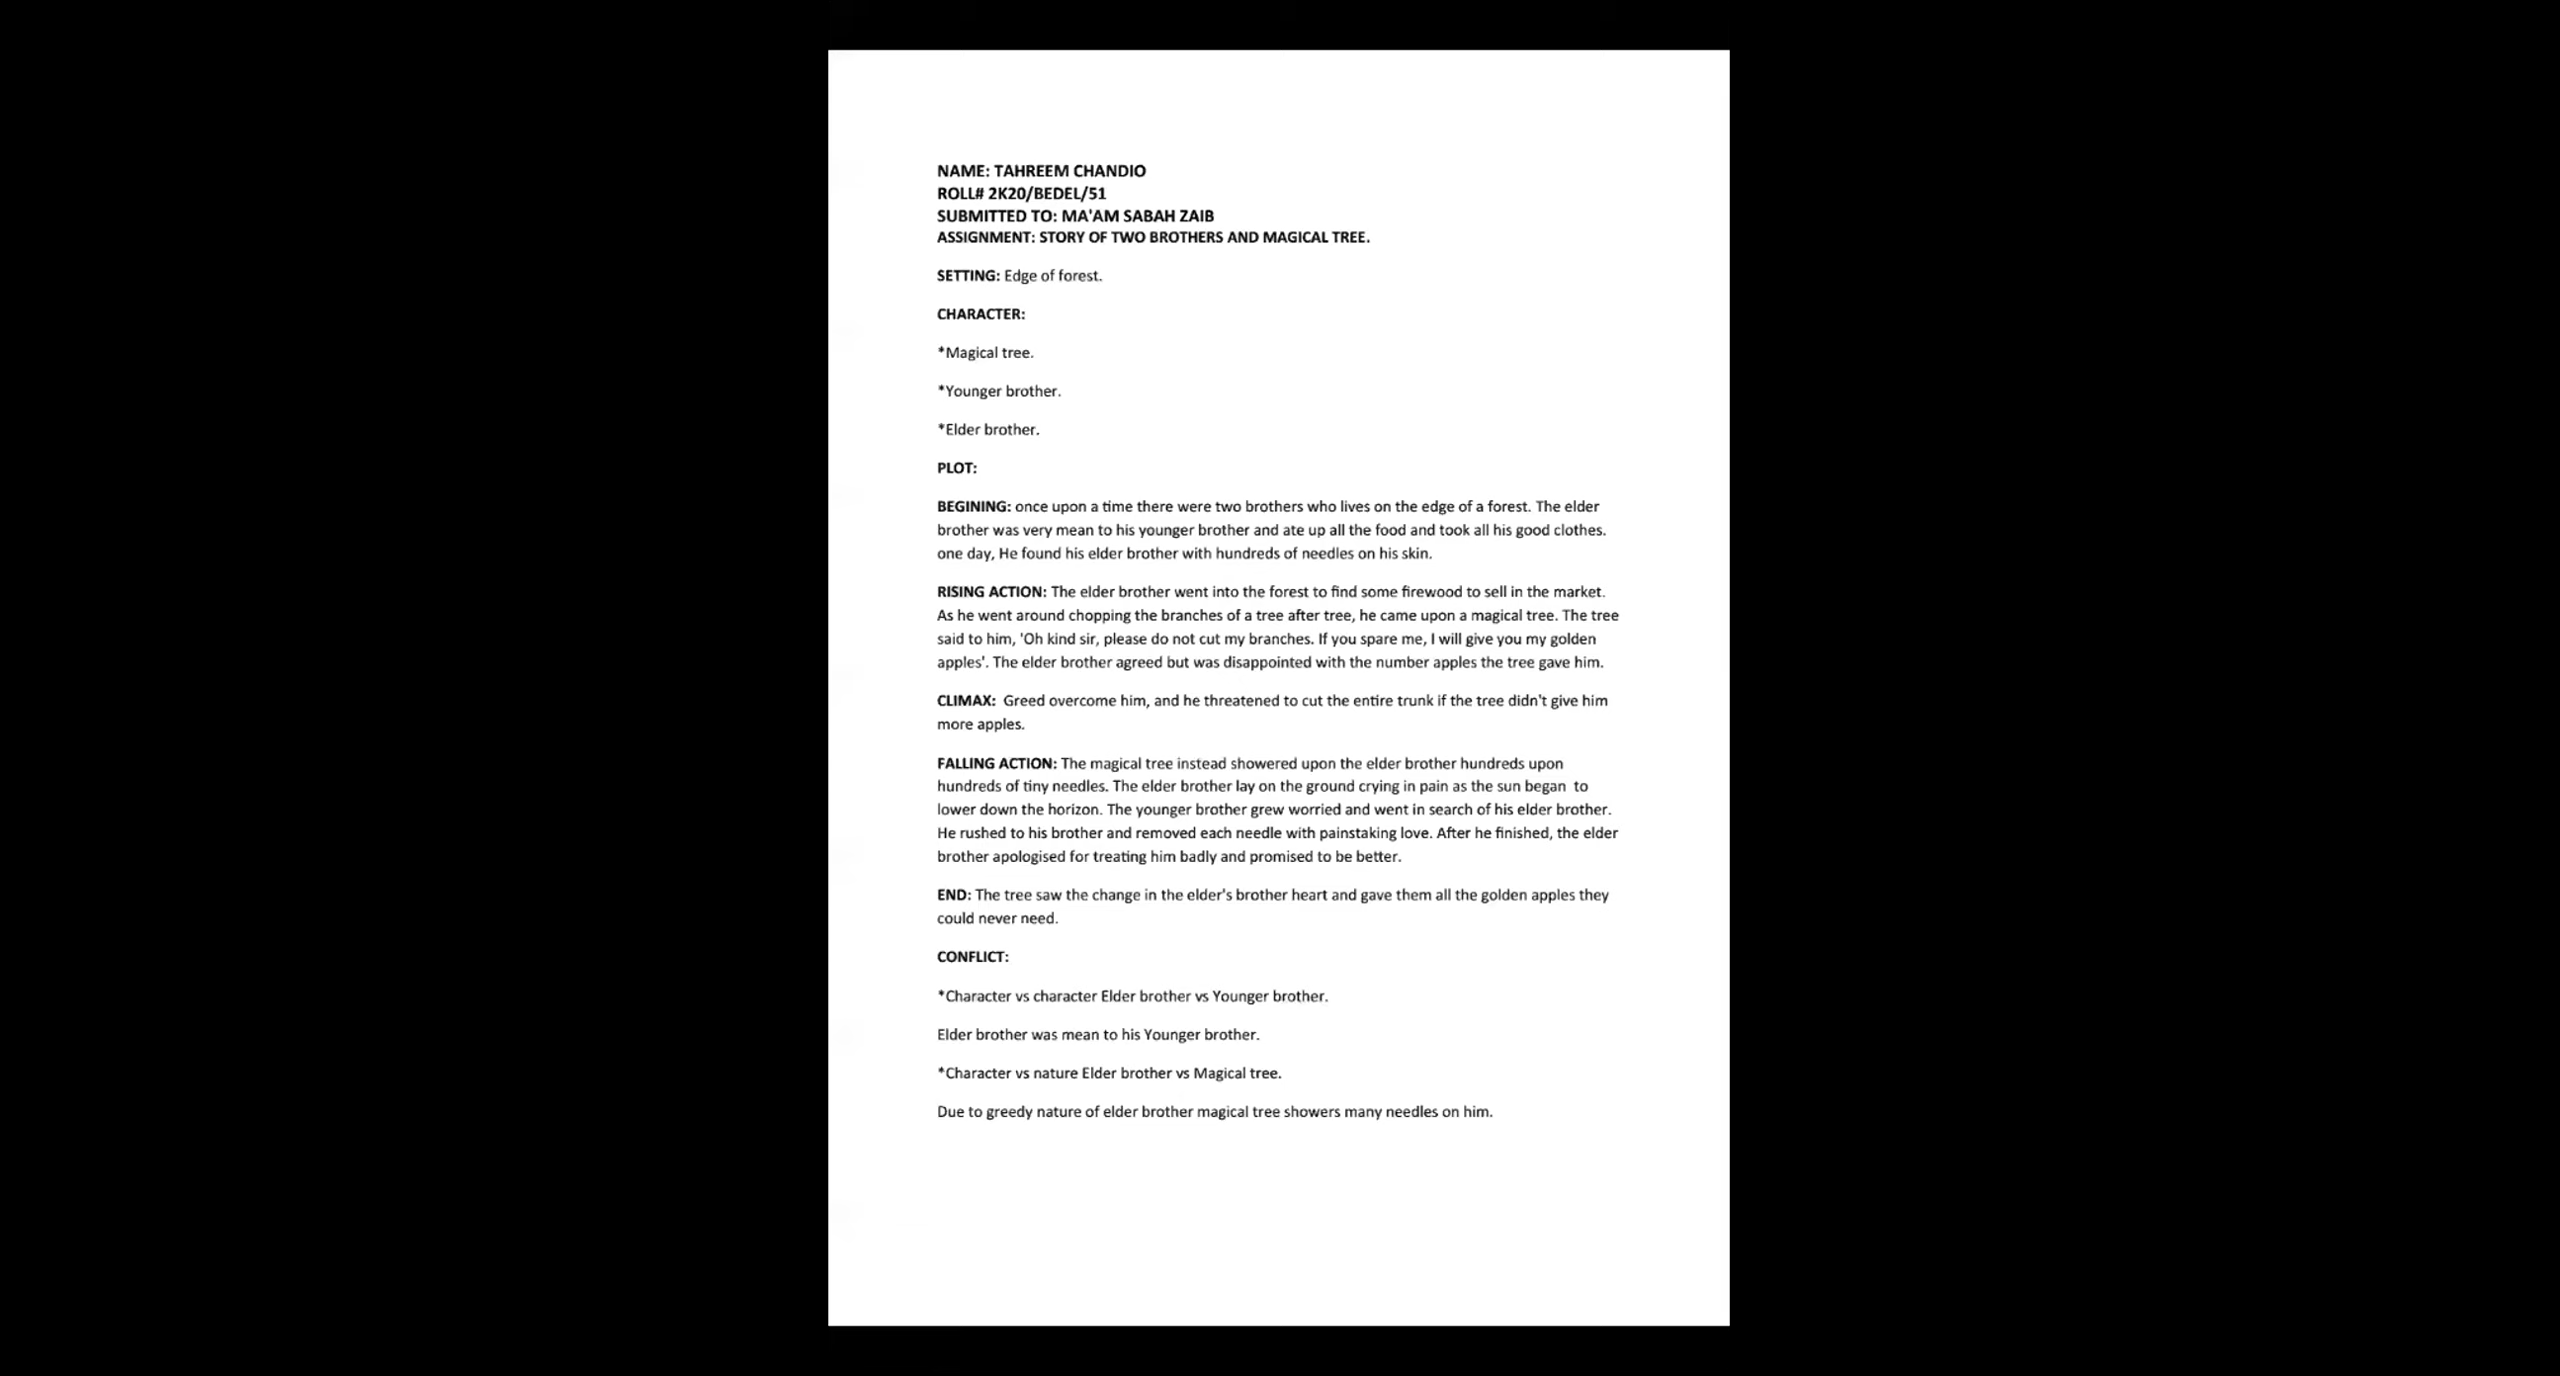 NAME: TAHREEM CHANDIO
ROLL# 2K20/BEDEL/51
SUBMITTED TO: MA'AM SABAH ZAIB
ASSIGNMENT: STORY OF TWO BROTHERS AND MAGICAL TREE.
SETTING: Edge of forest.
CHARACTER:
*Magical tree.
*Younger brother.
*Elder brother.
PLOT:
BEGINING: once upon a time there were two brothers who lives on the edge of a forest. The elder
brother was very mean to his younger brother and ate up all the food and took all his good clothes.
one day, He found his elder brother with hundreds of needles on his skin.
RISING ACTION: The elder brother went into the forest to find some firewood to sell in the market.
As he went around chopping the branches of a tree after tree, he came upon a magical tree. The tree
said to him, 'Oh kind sir, please do not cut my branches. If you spare me, I will give you my golden
apples'. The elder brother agreed but was disappointed with the number apples the tree gave him.
CLIMAX:  Greed overcome him, and he threatened to cut the entire trunk if the tree didn't give him
more apples.
FALLING ACTION: The magical tree instead showered upon the elder brother hundreds upon
hundreds of tiny needles. The elder brother lay on the ground crying in pain as the sun began  to
lower down the horizon. The younger brother grew worried and went in search of his elder brother.
He rushed to his brother and removed each needle with painstaking love. After he finished, the elder
brother apologised for treating him badly and promised to be better.
END: The tree saw the change in the elder's brother heart and gave them all the golden apples they
could never need.
CONFLICT:
*Character vs character Elder brother vs Younger brother.
Elder brother was mean to his Younger brother.
*Character vs nature Elder brother vs Magical tree.
Due to greedy nature of elder brother magical tree showers many needles on him.